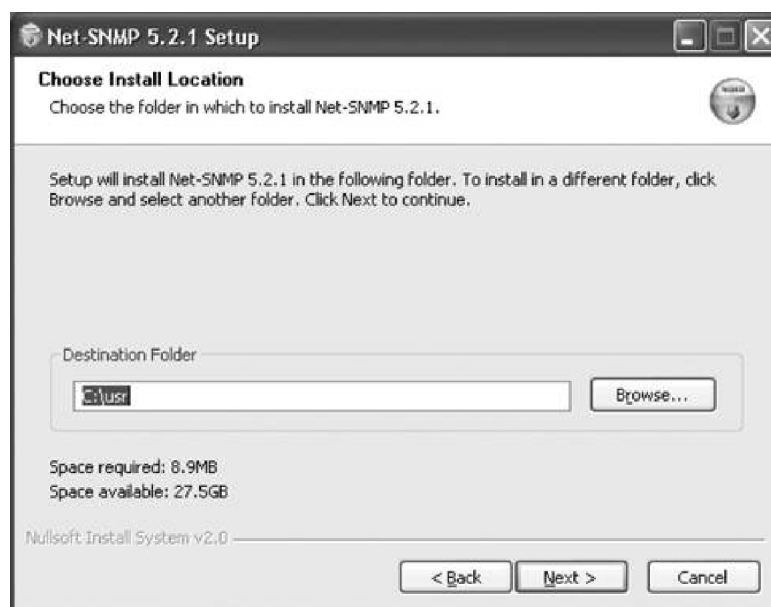 Net-SNMP 5.2.1 Setup
Choose Install Location
Choose the folder in which to install Net-SNMP 5.2.1.
Setup will install Net-SNMP 5.2.1 in the following folder. To install in a different folder, click
Browse and select another folder. Click Next to continue.
Destination Folder
C:\usr
Browse...
Space required: 8.9MB
Space available: 27.5GB
Nullsoft Install System v2.0
< Back
Next >
Cancel